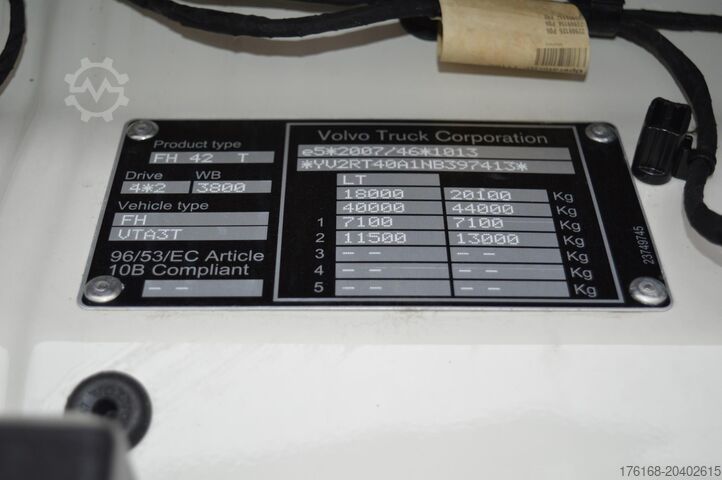 Product type
FH 42 T
Drive WB
4*2 3800
Vehicle type
FH
VTA3T
96/53/EC Article
10B Compliant
-- --
Volvo Truck Corporation
e5*2007/46*1013
*YV2RT40A1NB397413*
LT
18000 20100 Kg
40000 44000 Kg
1 7100 7100 Kg
2 11500 13000 Kg
3 -- -- -- -- Kg
4 -- -- -- -- Kg
5 -- -- -- -- Kg
23749745
176168-20402615